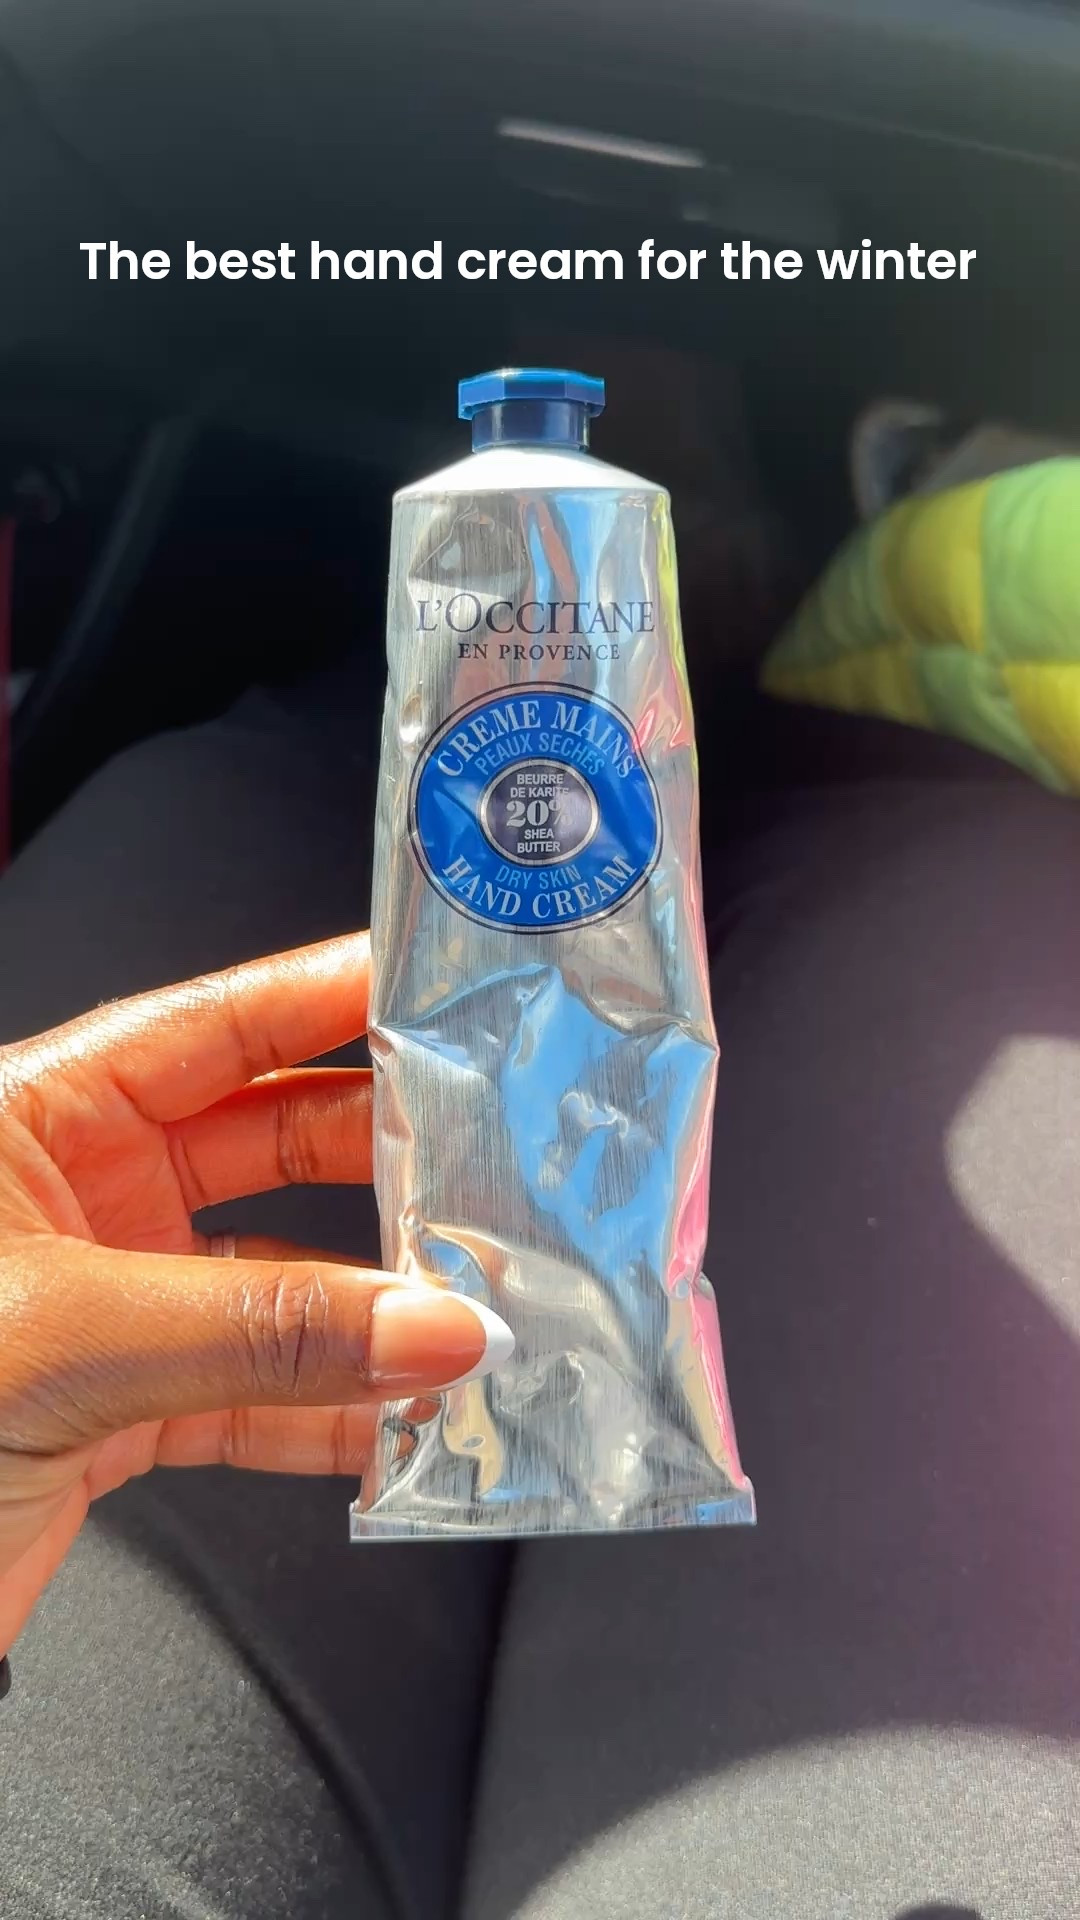 The best hand cream for the winter
L'OCCITANE
EN PROVENCE
CREME MAINS
PEAUX SECHES
BEURRE
DE KARITE
20%
SHEA
BUTTER
DRY SKIN
HAND CREAM